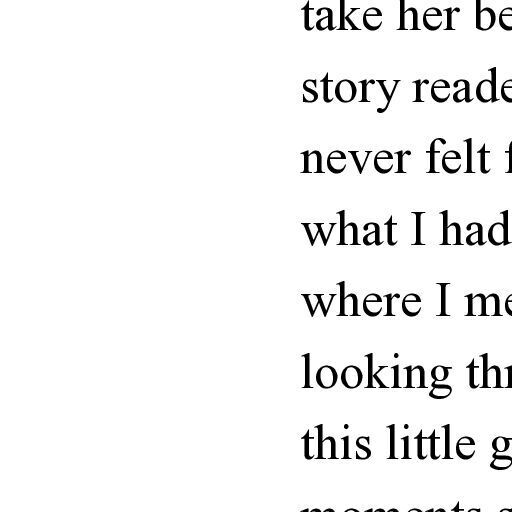 take her be
story reade
never felt f
what I had
where I me
looking thr
this little g